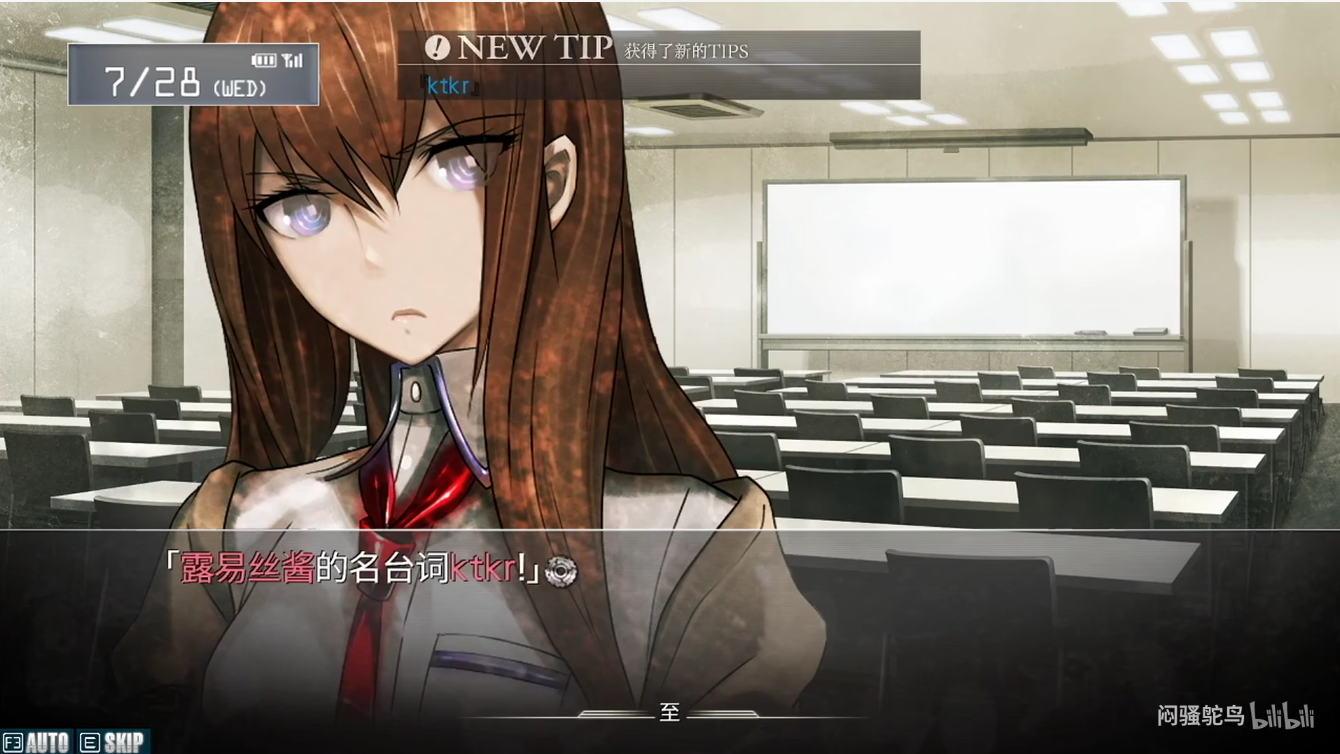 NEW TIP 获得了新的TIPS
7/28 (WED)
『ktkr』
「露易丝酱的名台词ktkr!」
至
闷骚鸵鸟 bilibili
F3 AUTO E SKIP